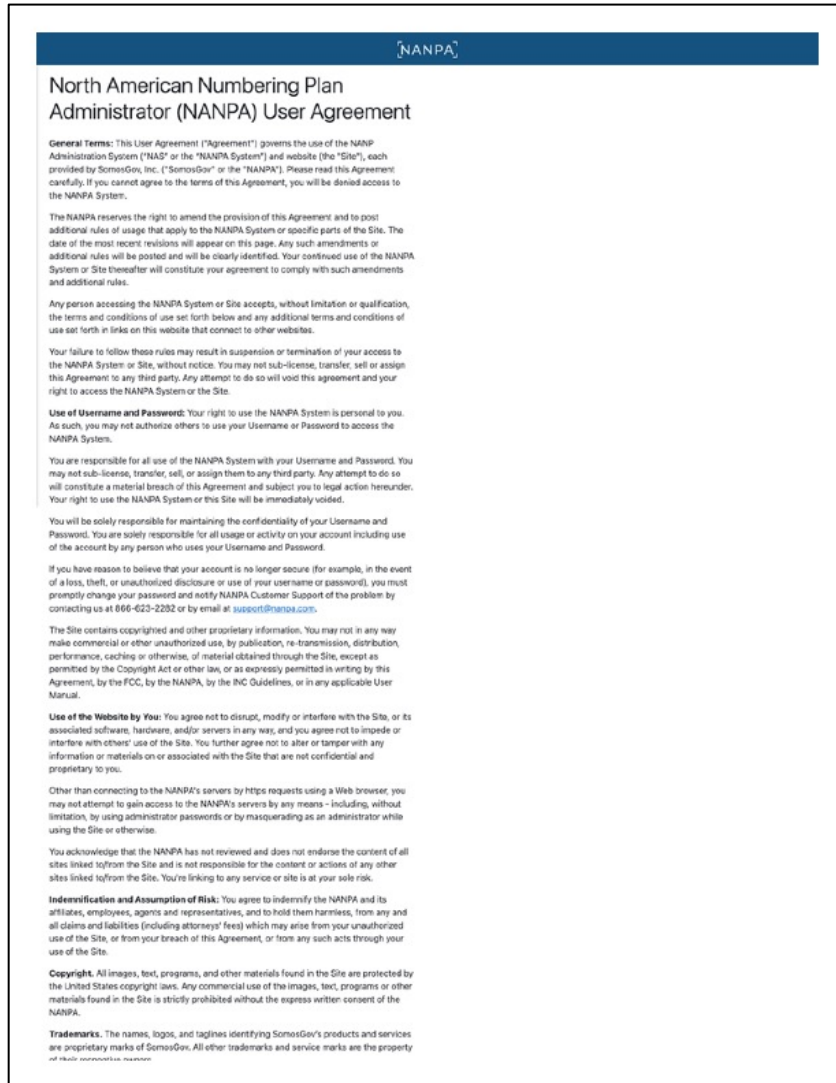 [NANPA]
North American Numbering Plan
Administrator (NANPA) User Agreement
General Terms: This User Agreement ("Agreement") governs the use of the NANP
Administration System ("NAS" or the "NANPA System") and website (the "Site"), each
provided by SomosGov, Inc. ("SomosGov" or the "NANPA"). Please read this Agreement
carefully. If you cannot agree to the terms of this Agreement, you will be denied access to
the NANPA System.
The NANPA reserves the right to amend the provision of this Agreement and to post
additional rules of usage that apply to the NANPA System or specific parts of the Site. The
date of the most recent revisions will appear on this page. Any such amendments or
additional rules will be posted and will be clearly identified. Your continued use of the NANPA
System or Site thereafter will constitute your agreement to comply with such amendments
and additional rules.
Any person accessing the NANPA System or Site accepts, without limitation or qualification,
the terms and conditions of use set forth below and any additional terms and conditions of
use set forth in links on this website that connect to other websites.
Your failure to follow these rules may result in suspension or termination of your access to
the NANPA System or Site, without notice. You may not sub-license, transfer, sell or assign
this Agreement to any third party. Any attempt to do so will void this agreement and your
right to access the NANPA System or the Site.
Use of Username and Password: Your right to use the NANPA System is personal to you.
As such, you may not authorize others to use your Username or Password to access the
NANPA System.
You are responsible for all use of the NANPA System with your Username and Password. You
may not sub-license, transfer, sell, or assign them to any third party. Any attempt to do so
will constitute a material breach of this Agreement and subject you to legal action hereunder.
Your right to use the NANPA System or this Site will be immediately voided.
You will be solely responsible for maintaining the confidentiality of your Username and
Password. You are solely responsible for all usage or activity on your account including use
of the account by any person who uses your Username and Password.
If you have reason to believe that your account is no longer secure (for example, in the event
of a loss, theft, or unauthorized disclosure or use of your username or password), you must
promptly change your password and notify NANPA Customer Support of the problem by
contacting us at 866-623-2282 or by email at support@nanpa.com.
The Site contains copyrighted and other proprietary information. You may not in any way
make commercial or other unauthorized use, by publication, re-transmission, distribution,
performance, caching or otherwise, of material obtained through the Site, except as
permitted by the Copyright Act or other law, or as expressly permitted in writing by this
Agreement, by the FCC, by the NANPA, by the INC Guidelines, or in any applicable User
Manual.
Use of the Website by You: You agree not to disrupt, modify or interfere with the Site, or its
associated software, hardware, and/or servers in any way, and you agree not to impede or
interfere with others' use of the Site. You further agree not to alter or tamper with any
information or materials on or associated with the Site that are not confidential and
proprietary to you.
Other than connecting to the NANPA's servers by https requests using a Web browser, you
may not attempt to gain access to the NANPA's servers by any means – including, without
limitation, by using administrator passwords or by masquerading as an administrator while
using the Site or otherwise.
You acknowledge that the NANPA has not reviewed and does not endorse the content of all
sites linked to/from the Site and is not responsible for the content or actions of any other
sites linked to/from the Site. You're linking to any service or site is at your sole risk.
Indemnification and Assumption of Risk: You agree to indemnify the NANPA and its
affiliates, employees, agents and representatives, and to hold them harmless, from any and
all claims and liabilities (including attorneys' fees) which may arise from your unauthorized
use of the Site, or from your breach of this Agreement, or from any such acts through your
use of the Site.
Copyright. All images, text, programs, and other materials found in the Site are protected by
the United States copyright laws. Any commercial use of the images, text, programs or other
materials found in the Site is strictly prohibited without the express written consent of the
NANPA.
Trademarks. The names, logos, and taglines identifying SomosGov's products and services
are proprietary marks of SomosGov. All other trademarks and service marks are the property
of their respective owners